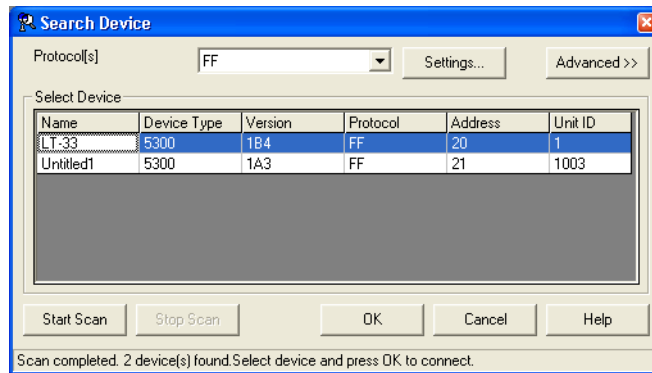 Search Device
Protocol[s] FF Settings... Advanced >>
Select Device
Name Device Type Version Protocol Address Unit ID
LT-33 5300 1B4 FF 20 1
Untitled1 5300 1A3 FF 21 1003
Start Scan Stop Scan OK Cancel Help
Scan completed. 2 device(s) found.Select device and press OK to connect.